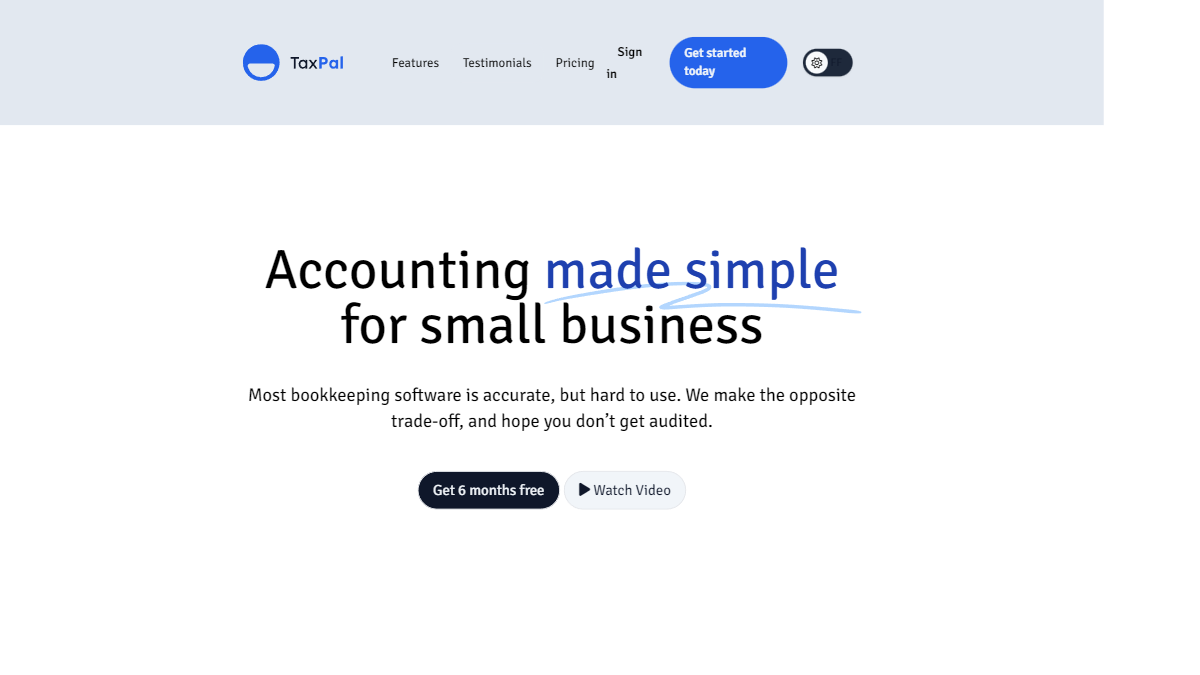 TaxPal
Features
Testimonials
Pricing
Sign
in
Get started
today
Accounting made simple
for small business
Most bookkeeping software is accurate, but hard to use. We make the opposite
trade-off, and hope you don’t get audited.
Get 6 months free
Watch Video